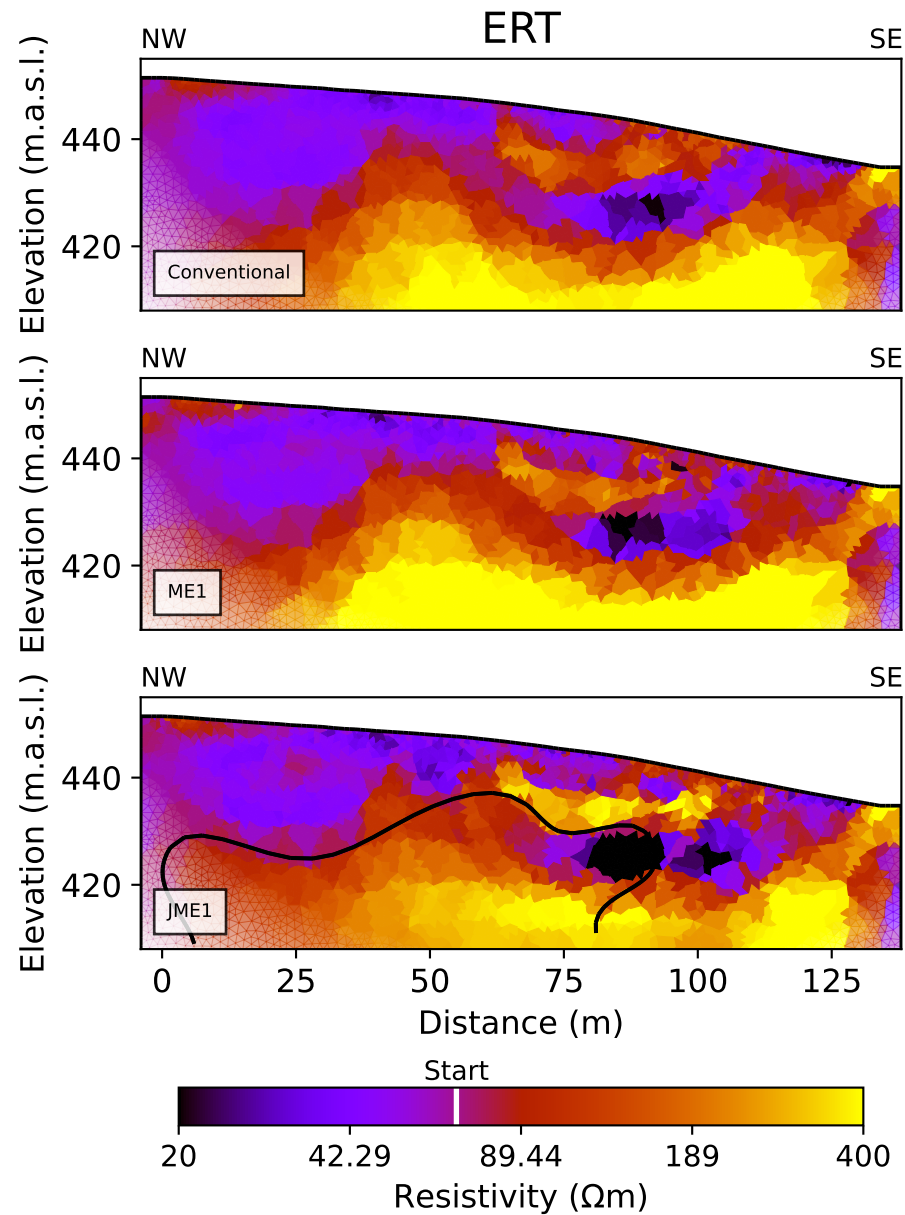 ERT
NW SE
Elevation (m.a.s.l.)
440
420
Conventional
NW SE
Elevation (m.a.s.l.)
440
420
ME1
NW SE
Elevation (m.a.s.l.)
440
420
JME1
0 25 50 75 100 125
Distance (m)
Start
20 42.29 89.44 189 400
Resistivity (Ωm)